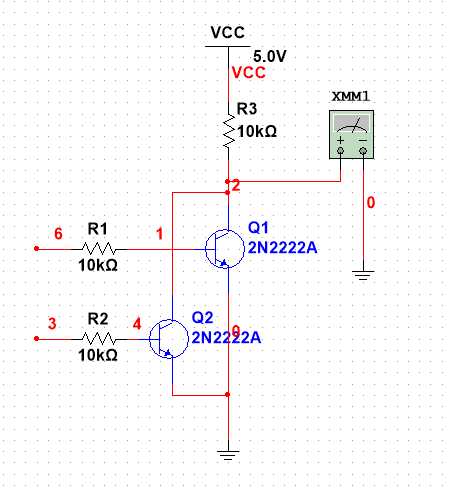 VCC
5.0V
VCC
R3
10kΩ
XMM1
+ −
2
0
6
R1
1
Q1
2N2222A
10kΩ
3
R2
4
Q2
0
2N2222A
10kΩ